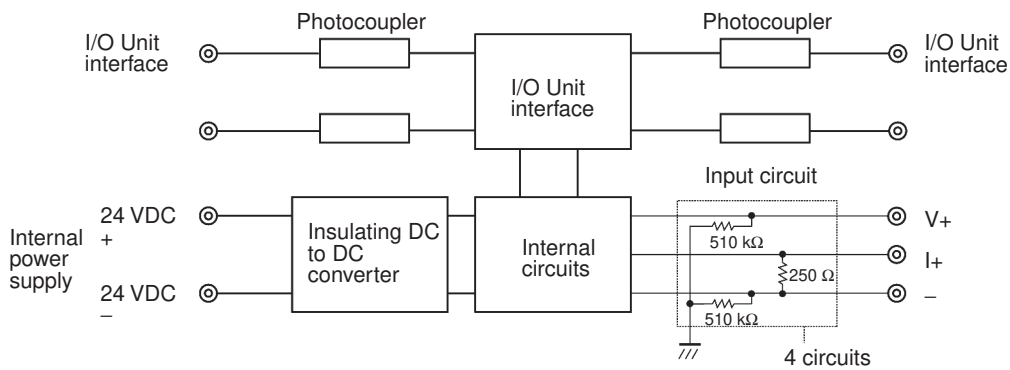 Photocoupler
Photocoupler
I/O Unit
interface
I/O Unit
interface
I/O Unit
interface
Input circuit
Internal
power
supply
24 VDC
+
24 VDC
–
Insulating DC
to DC
converter
Internal
circuits
510 kΩ
250 Ω
510 kΩ
V+
I+
–
4 circuits